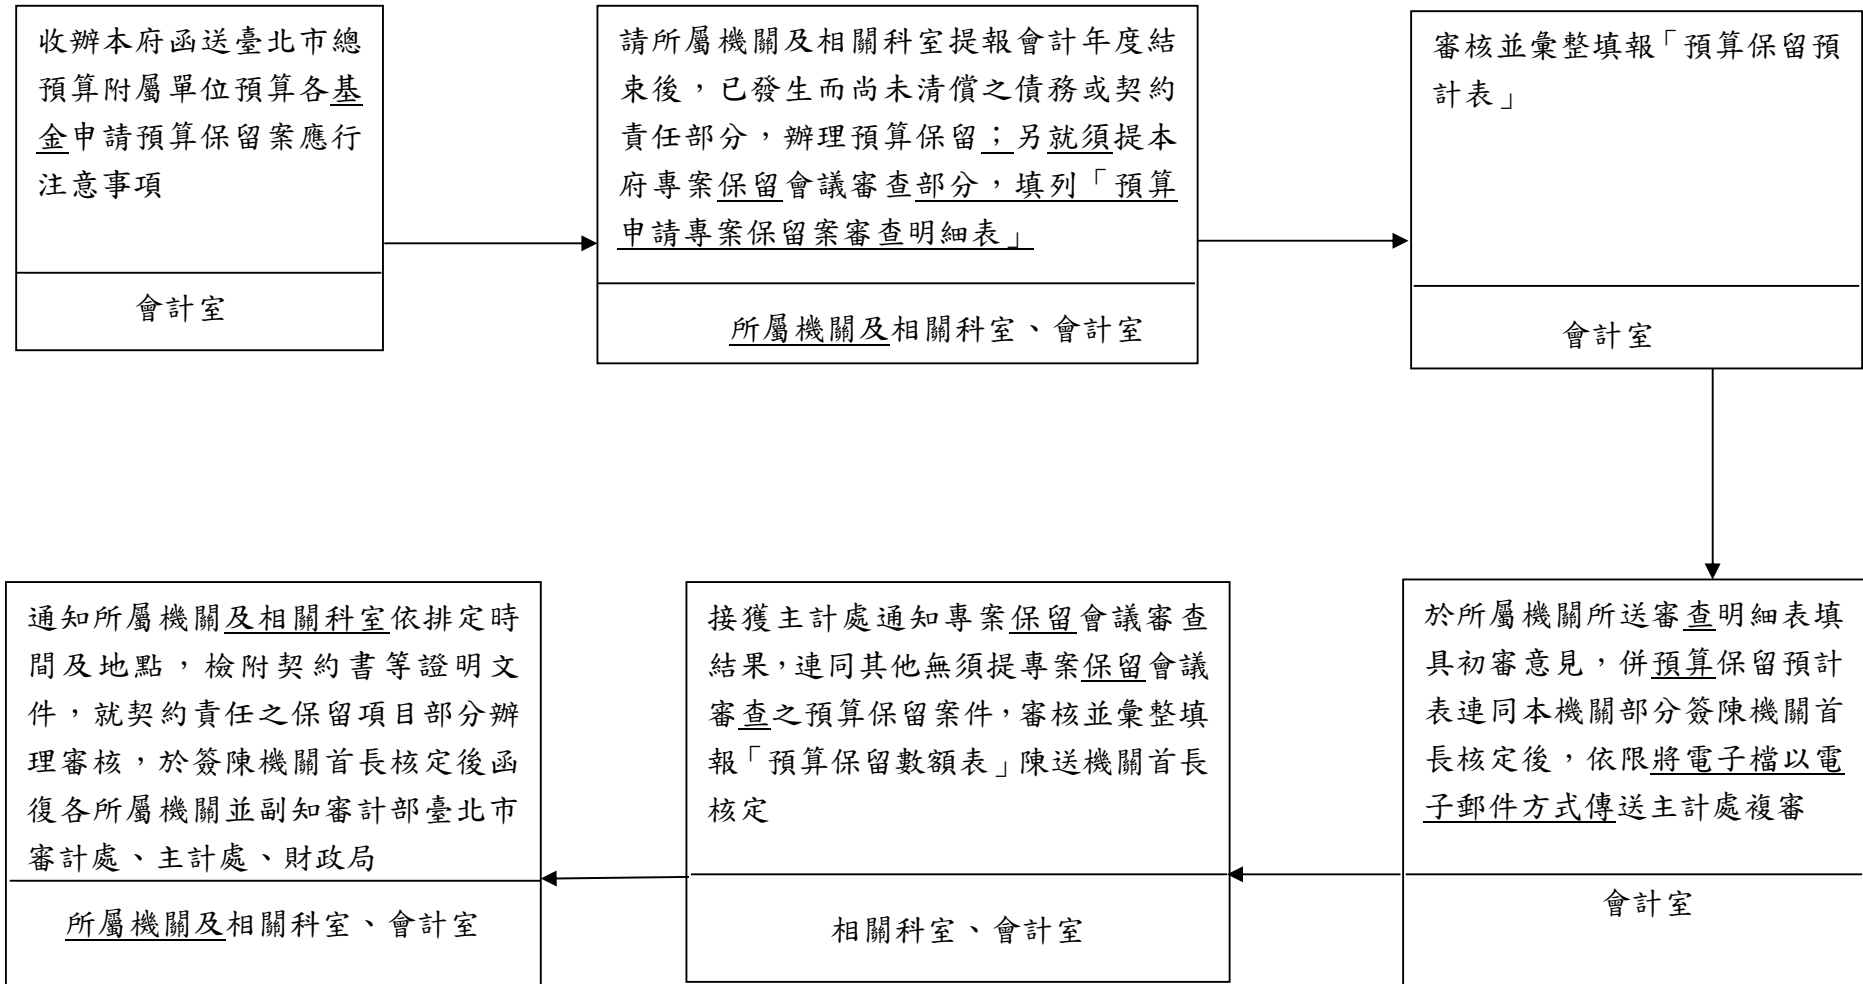 收辦本府函送臺北市總
預算附屬單位預算各基
金申請預算保留案應行
注意事項
會計室
請所屬機關及相關科室提報會計年度結
束後，已發生而尚未清償之債務或契約
責任部分，辦理預算保留；另就須提本
府專案保留會議審查部分，填列「預算
申請專案保留案審查明細表」
所屬機關及相關科室、會計室
審核並彙整填報「預算保留預
計表」
會計室
於所屬機關所送審查明細表填
具初審意見，併預算保留預計
表連同本機關部分簽陳機關首
長核定後，依限將電子檔以電
子郵件方式傳送主計處複審
會計室
接獲主計處通知專案保留會議審查
結果，連同其他無須提專案保留會議
審查之預算保留案件，審核並彙整填
報「預算保留數額表」陳送機關首長
核定
相關科室、會計室
通知所屬機關及相關科室依排定時
間及地點，檢附契約書等證明文
件，就契約責任之保留項目部分辦
理審核，於簽陳機關首長核定後函
復各所屬機關並副知審計部臺北市
審計處、主計處、財政局
所屬機關及相關科室、會計室